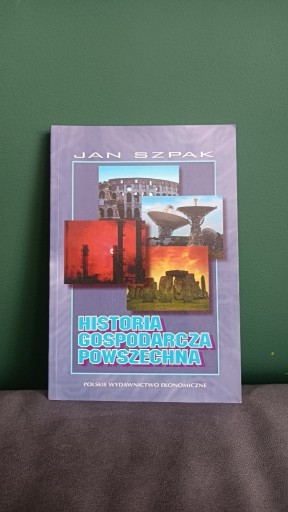 JAN SZPAK
HISTORIA
GOSPODARCZA
POWSZECHNA
POLSKIE WYDAWNICTWO EKONOMICZNE